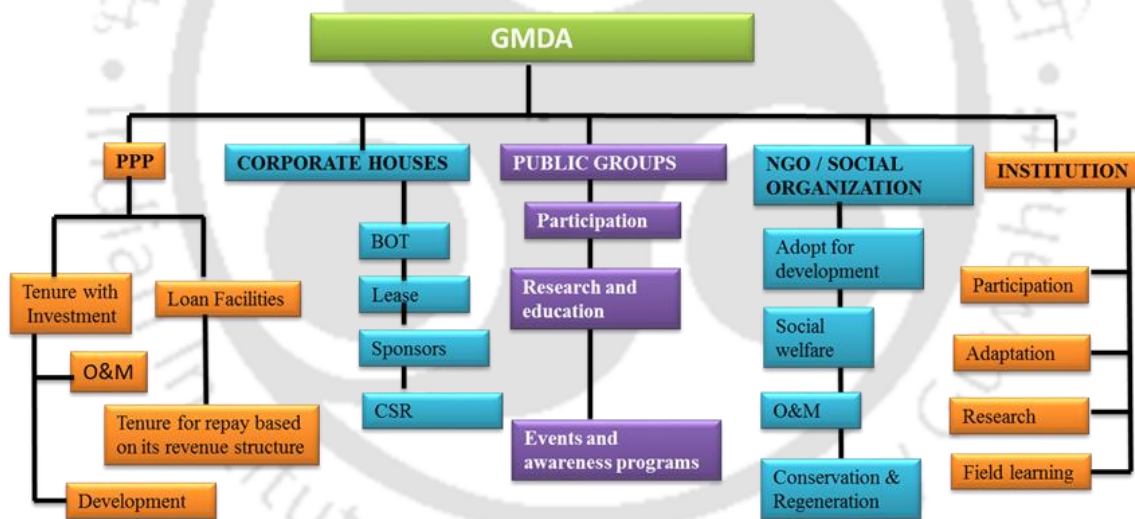 GMDA
PPP
CORPORATE HOUSES
PUBLIC GROUPS
NGO / SOCIAL
ORGANIZATION
INSTITUTION
Tenure with
Investment
Loan Facilities
O&M
Tenure for repay based
on its revenue structure
Development
BOT
Lease
Sponsors
CSR
Participation
Research and
education
Events and
awareness programs
Adopt for
development
Social
welfare
O&M
Conservation &
Regeneration
Participation
Adaptation
Research
Field learning